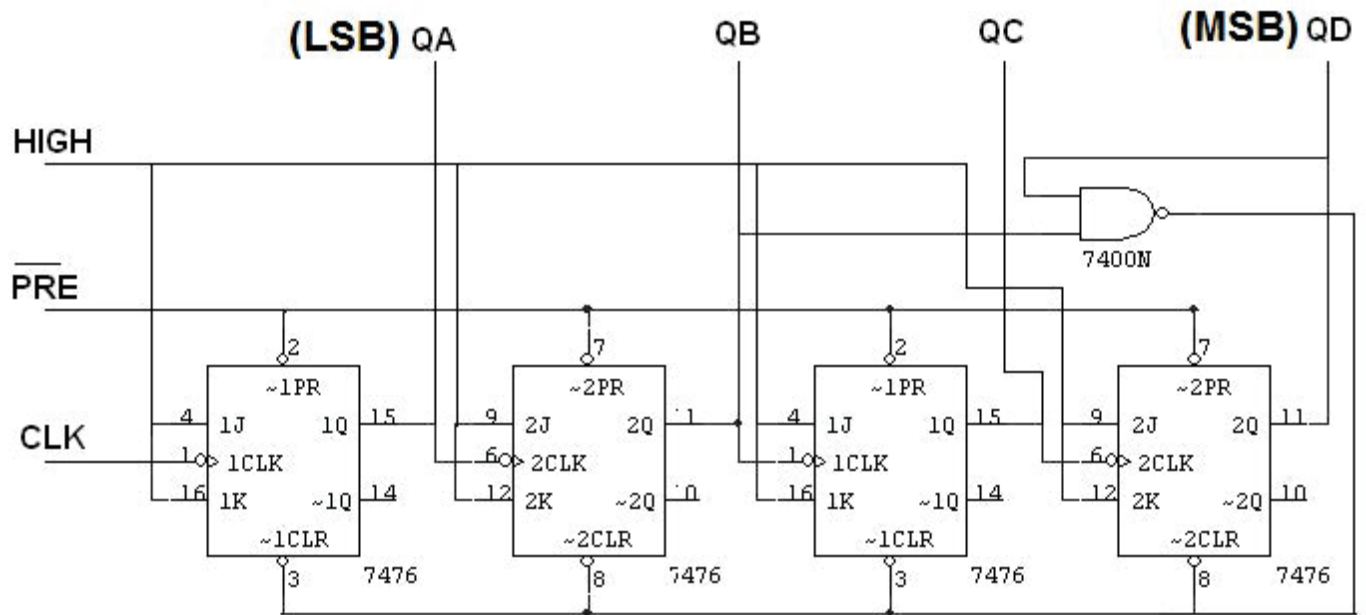 (LSB) QA QB QC (MSB) QD
HIGH
7400N
PRE
2 7 2 7
~1PR ~2PR ~1PR ~2PR
4 1J 1Q 15 9 2J 2Q 11 4 1J 1Q 15 9 2J 2Q 11
CLK 1 1CLK 6 2CLK 1 1CLK 6 2CLK
16 1K ~1Q 14 12 2K ~2Q 10 16 1K ~1Q 14 12 2K ~2Q 10
~1CLR ~2CLR ~1CLR ~2CLR
3 7476 8 7476 3 7476 8 7476